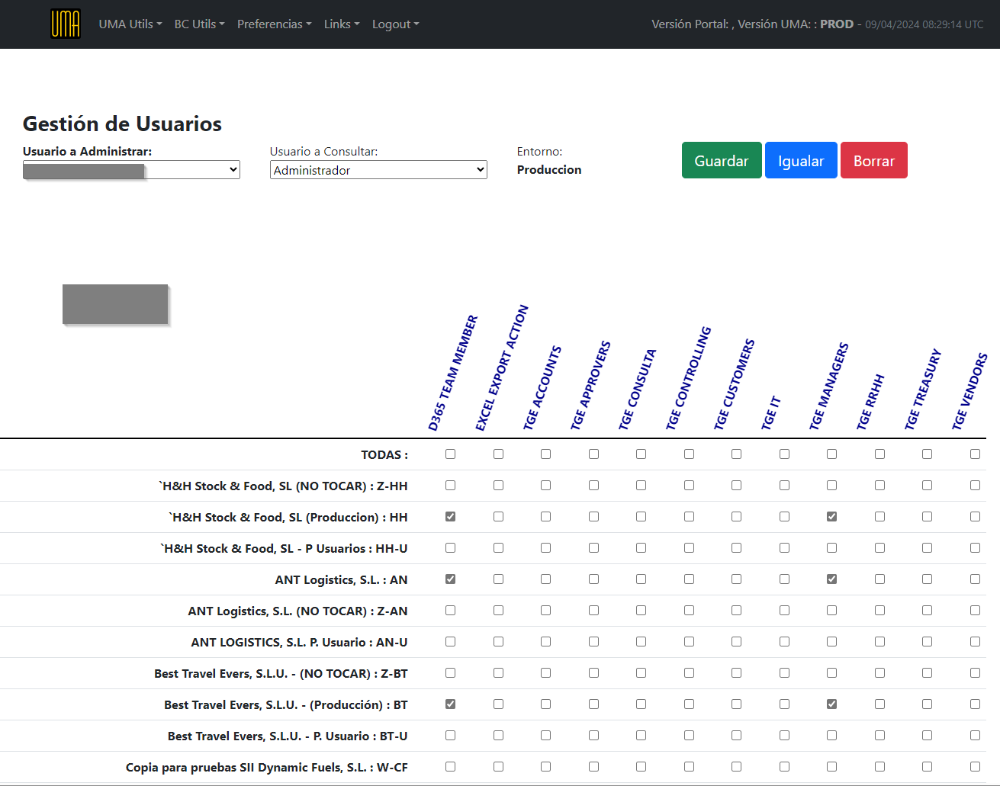 UMA UMA Utils BC Utils Preferencias Links Logout Versión Portal: , Versión UMA: : PROD - 09/04/2024 08:29:14 UTC
Gestión de Usuarios
Usuario a Administrar: Usuario a Consultar: Entorno:
Administrador Produccion Guardar Igualar Borrar
D365 TEAM MEMBER
EXCEL EXPORT ACTION
TGE ACCOUNTS
TGE APPROVERS
TGE CONSULTA
TGE CONTROLLING
TGE CUSTOMERS
TGE IT
TGE MANAGERS
TGE RRHH
TGE TREASURY
TGE VENDORS
TODAS :
`H&H Stock & Food, SL (NO TOCAR) : Z-HH
`H&H Stock & Food, SL (Produccion) : HH
`H&H Stock & Food, SL - P Usuarios : HH-U
ANT Logistics, S.L. : AN
ANT Logistics, S.L. (NO TOCAR) : Z-AN
ANT LOGISTICS, S.L. P. Usuario : AN-U
Best Travel Evers, S.L.U. - (NO TOCAR) : Z-BT
Best Travel Evers, S.L.U. - (Producción) : BT
Best Travel Evers, S.L.U. - P. Usuario : BT-U
Copia para pruebas SII Dynamic Fuels, S.L. : W-CF